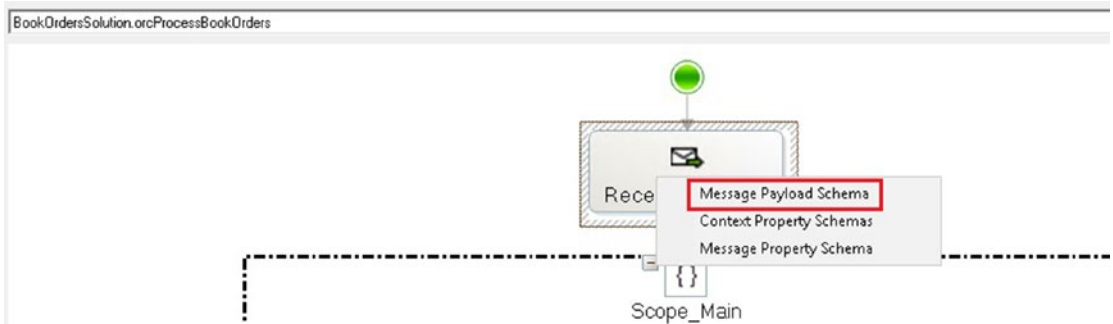 BookOrdersSolution.orcProcessBookOrders
Rece
Message Payload Schema
Context Property Schemas
Message Property Schema
{ }
Scope_Main